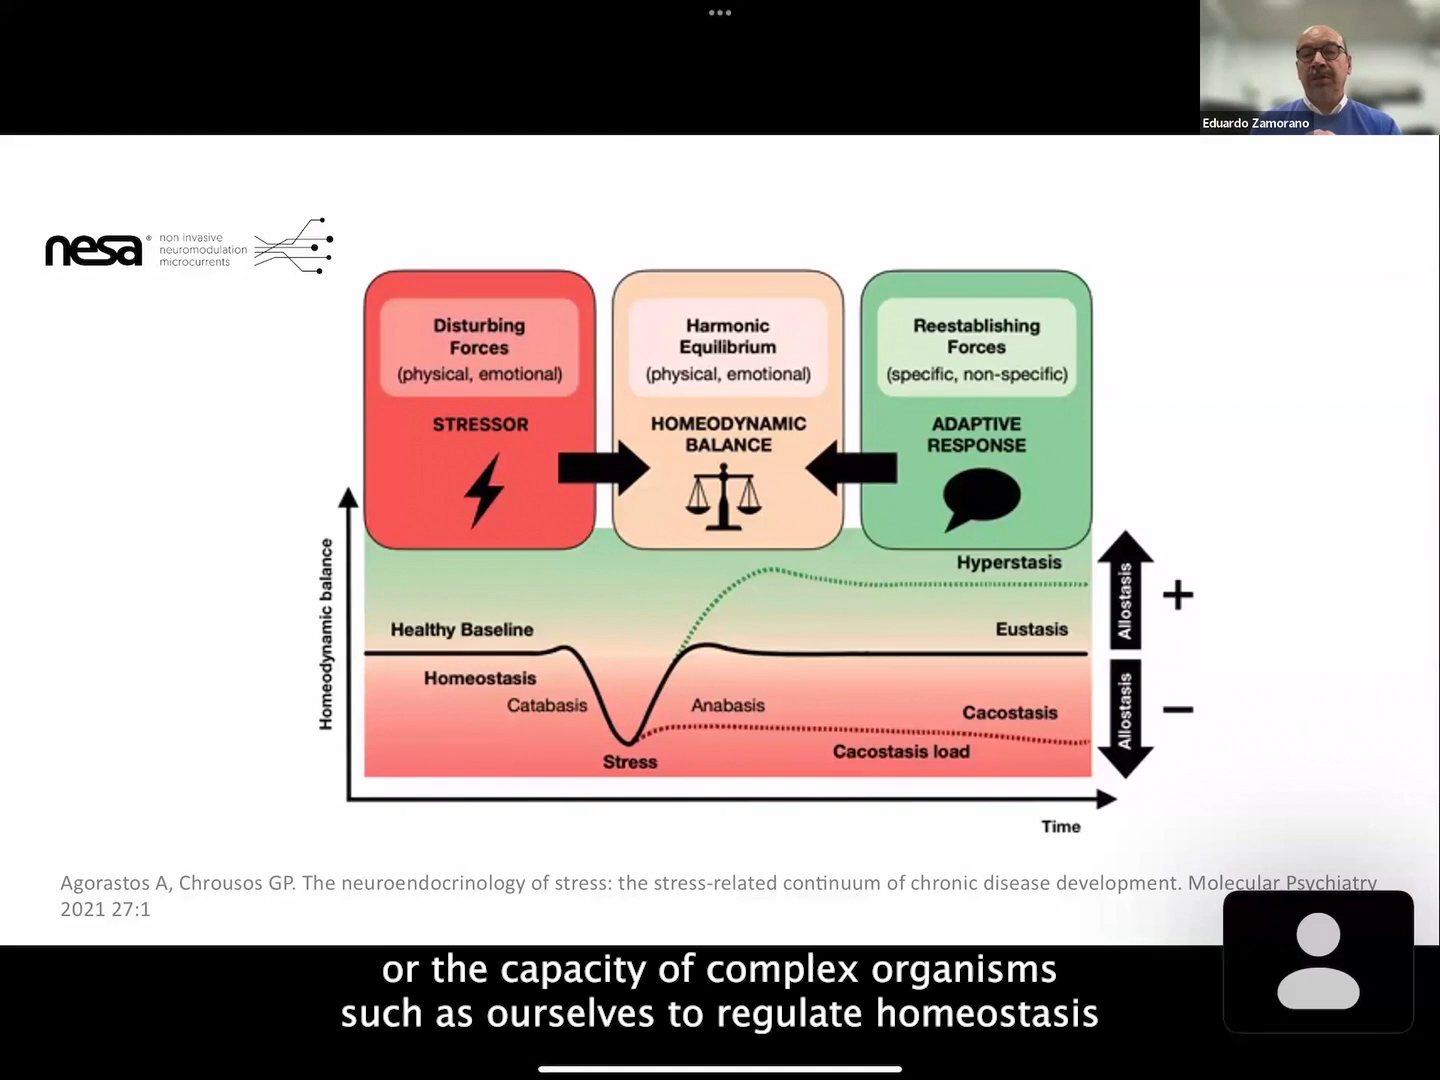 Eduardo Zamorano
nesa®
non invasive
neuromodulation
microcurrents
Disturbing
Forces
(physical, emotional)
STRESSOR
Harmonic
Equilibrium
(physical, emotional)
HOMEODYNAMIC
BALANCE
Reestablishing
Forces
(specific, non-specific)
ADAPTIVE
RESPONSE
Homeodynamic balance
Hyperstasis
Healthy Baseline
Eustasis
Homeostasis
Catabasis
Anabasis
Cacostasis
Stress
Cacostasis load
Allostasis
+
Allostasis
−
Time
Agorastos A, Chrousos GP. The neuroendocrinology of stress: the stress-related continuum of chronic disease development. Molecular Psychiatry
2021 27:1
or the capacity of complex organisms
such as ourselves to regulate homeostasis